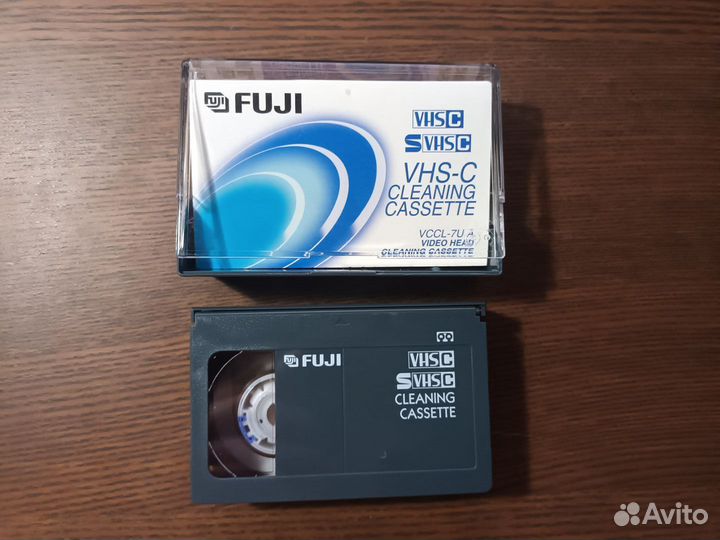 FUJI
VHS C
S VHS C
VHS-C
CLEANING
CASSETTE
VCCL-7U A
VIDEO HEAD
CLEANING CASSETTE
FUJI
VHS C
S VHS C
CLEANING
CASSETTE
Avito